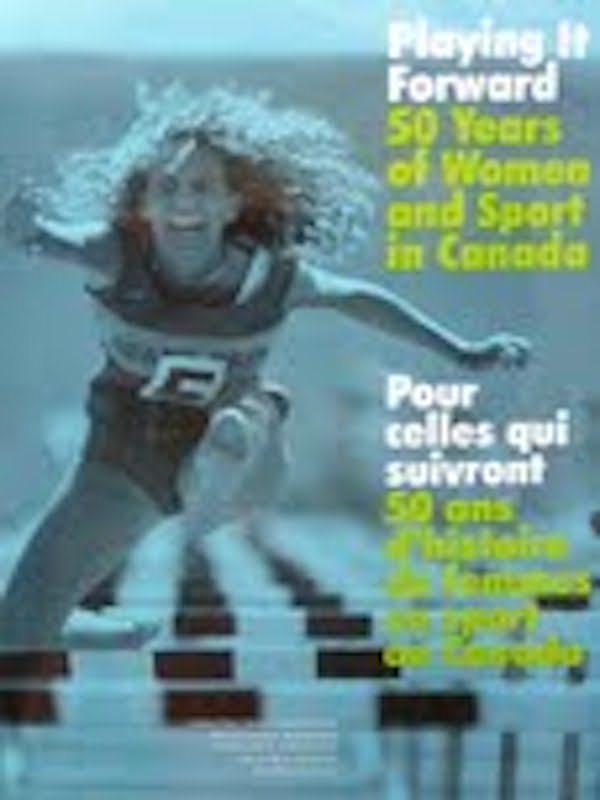 Playing It
Forward
50 Years
of Women
and Sport
in Canada
Pour
celles qui
suivront
50 ans
d'histoire
de femmes
en sport
au Canada